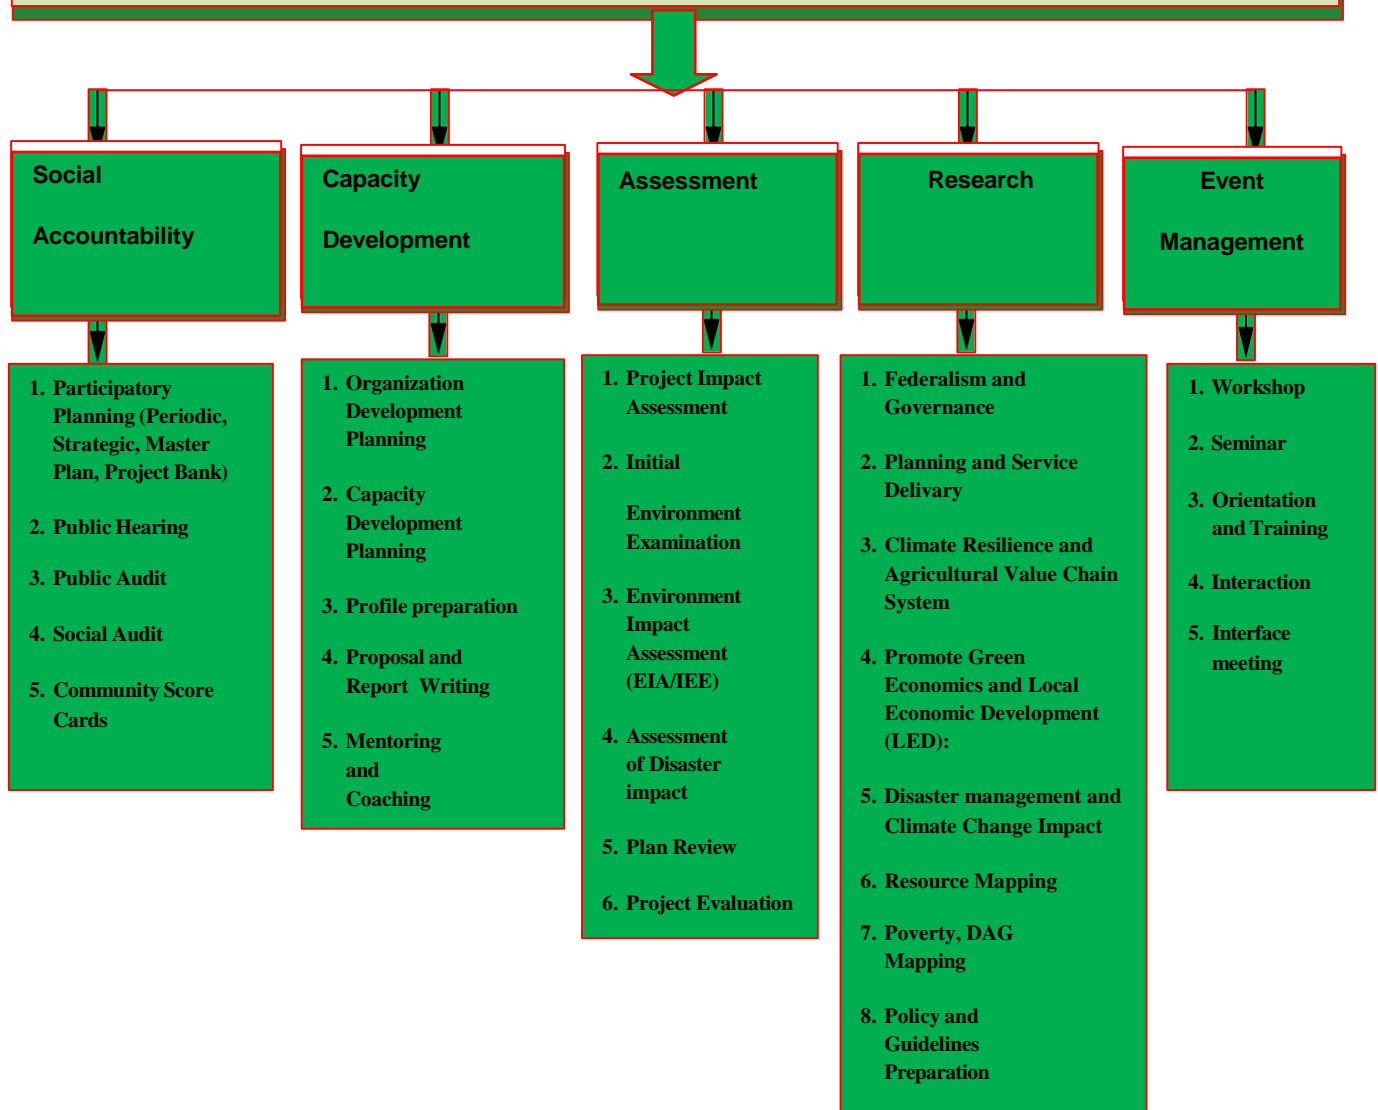 Social
Accountability
Capacity
Development
Assessment
Research
Event
Management
1. Participatory
Planning (Periodic,
Strategic, Master
Plan, Project Bank)
2. Public Hearing
3. Public Audit
4. Social Audit
5. Community Score
Cards
1. Organization
Development
Planning
2. Capacity
Development
Planning
3. Profile preparation
4. Proposal and
Report Writing
5. Mentoring
and
Coaching
1. Project Impact
Assessment
2. Initial
Environment
Examination
3. Environment
Impact
Assessment
(EIA/IEE)
4. Assessment
of Disaster
impact
5. Plan Review
6. Project Evaluation
1. Federalism and
Governance
2. Planning and Service
Delivary
3. Climate Resilience and
Agricultural Value Chain
System
4. Promote Green
Economics and Local
Economic Development
(LED):
5. Disaster management and
Climate Change Impact
6. Resource Mapping
7. Poverty, DAG
Mapping
8. Policy and
Guidelines
Preparation
1. Workshop
2. Seminar
3. Orientation
and Training
4. Interaction
5. Interface
meeting